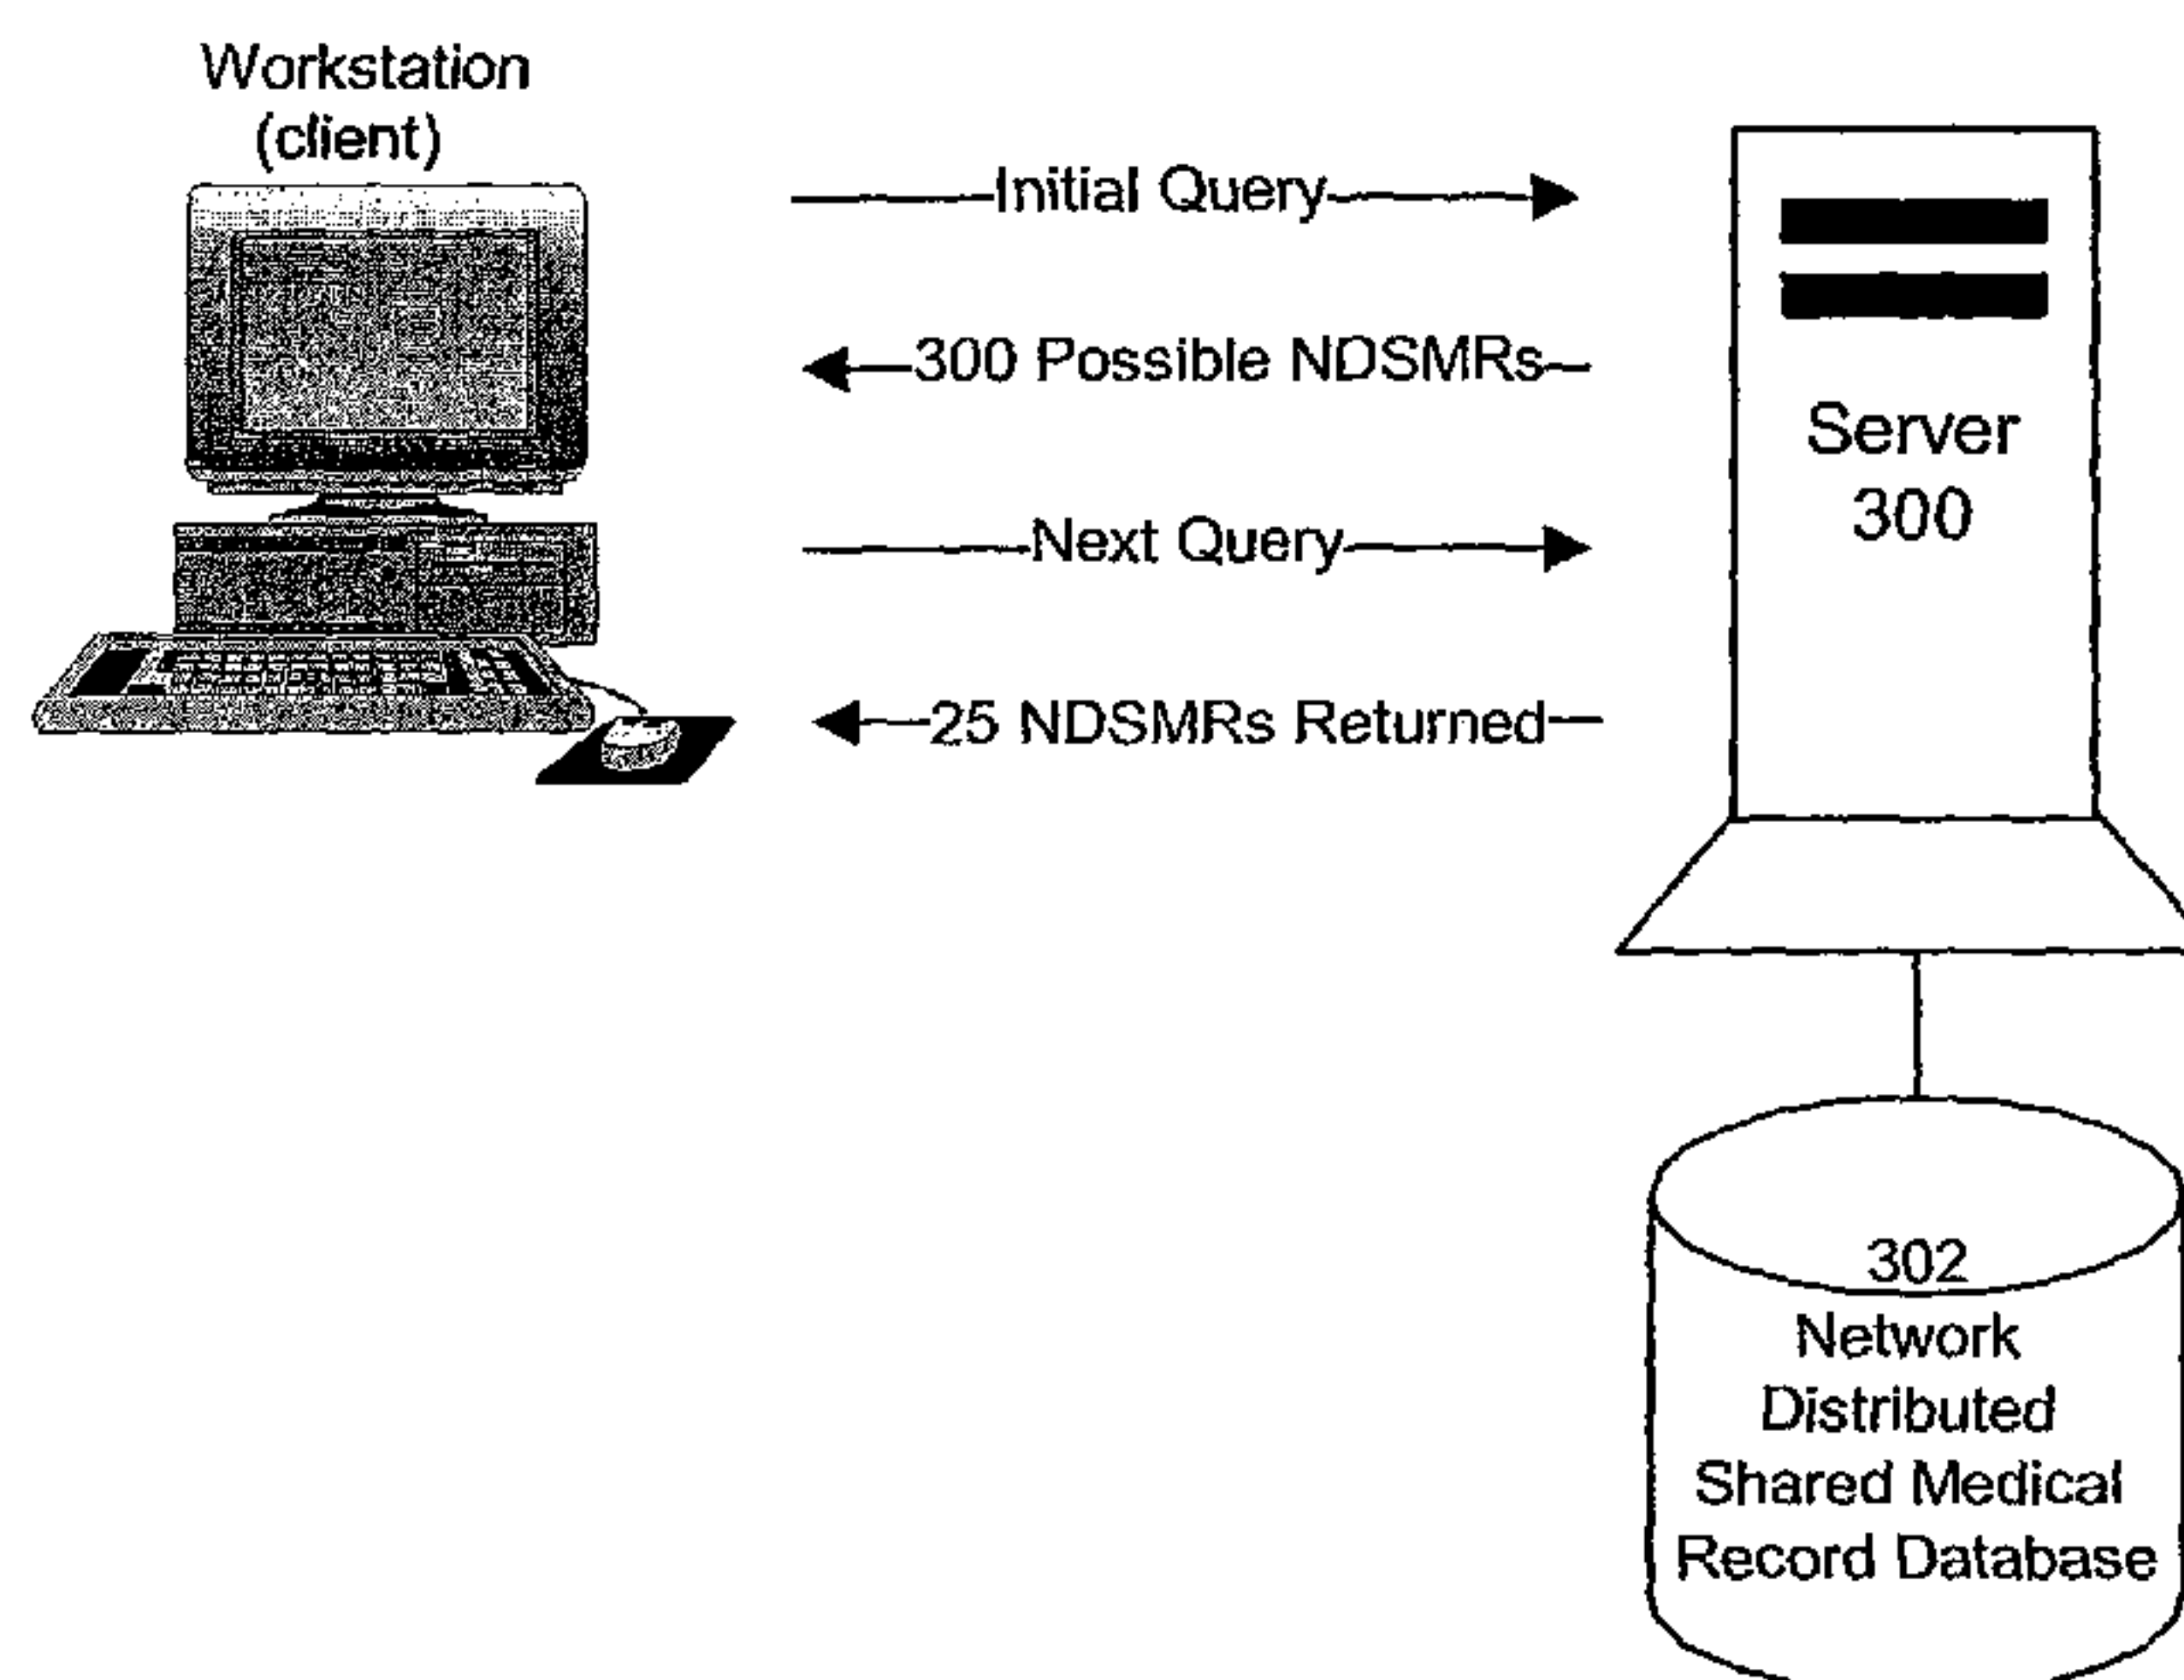 Workstation
(client)
Initial Query
300 Possible NDSMRs
Next Query
25 NDSMRs Returned
Server
300
302
Network
Distributed
Shared Medical
Record Database